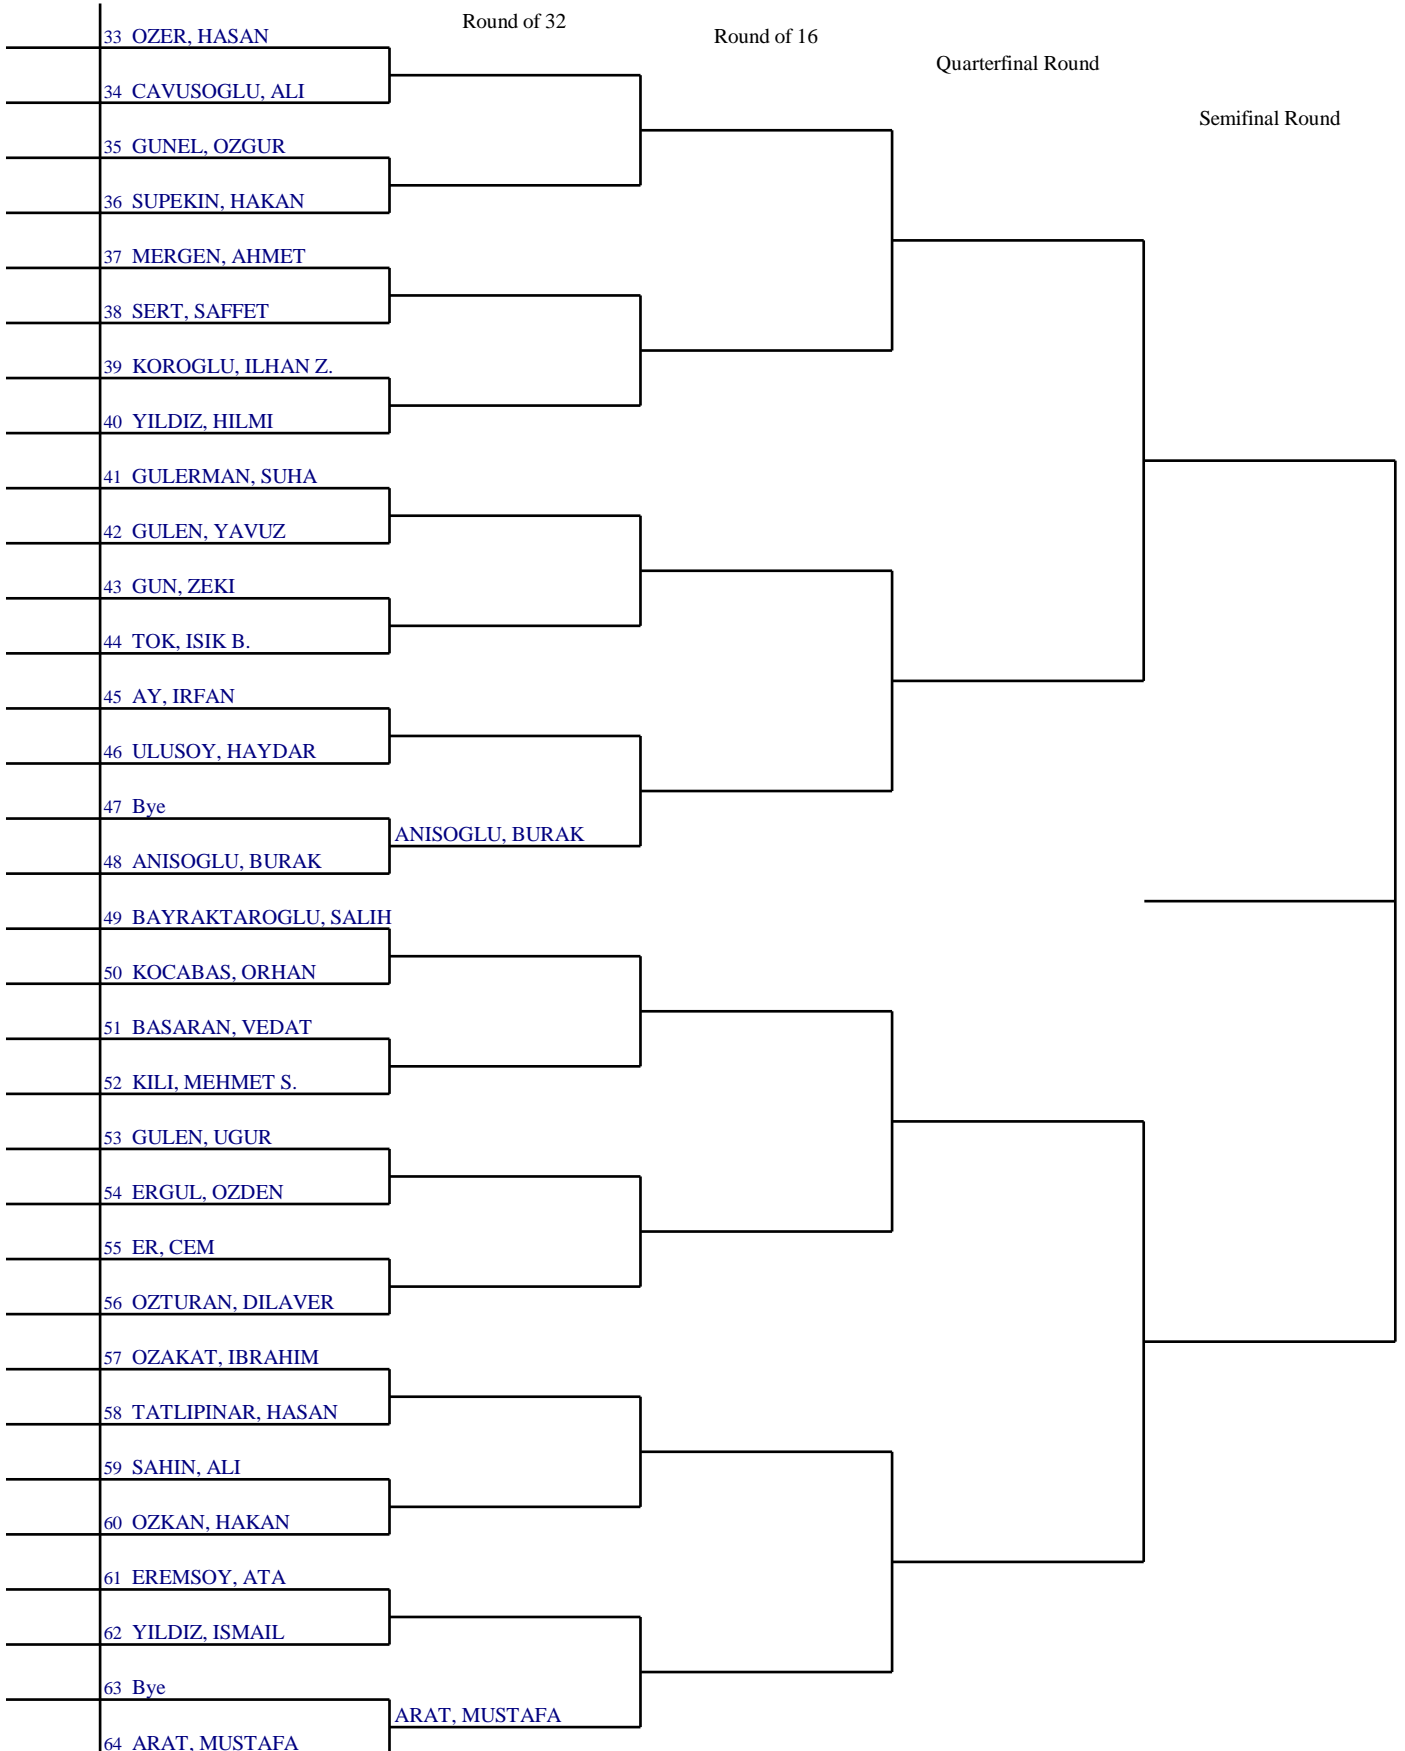 Round of 32
Round of 16
Quarterfinal Round
Semifinal Round
33 OZER, HASAN
34 CAVUSOGLU, ALI
35 GUNEL, OZGUR
36 SUPEKIN, HAKAN
37 MERGEN, AHMET
38 SERT, SAFFET
39 KOROGLU, ILHAN Z.
40 YILDIZ, HILMI
41 GULERMAN, SUHA
42 GULEN, YAVUZ
43 GUN, ZEKI
44 TOK, ISIK B.
45 AY, IRFAN
46 ULUSOY, HAYDAR
47 Bye
ANISOGLU, BURAK
48 ANISOGLU, BURAK
49 BAYRAKTAROGLU, SALIH
50 KOCABAS, ORHAN
51 BASARAN, VEDAT
52 KILI, MEHMET S.
53 GULEN, UGUR
54 ERGUL, OZDEN
55 ER, CEM
56 OZTURAN, DILAVER
57 OZAKAT, IBRAHIM
58 TATLIPINAR, HASAN
59 SAHIN, ALI
60 OZKAN, HAKAN
61 EREMSOY, ATA
62 YILDIZ, ISMAIL
63 Bye
ARAT, MUSTAFA
64 ARAT, MUSTAFA